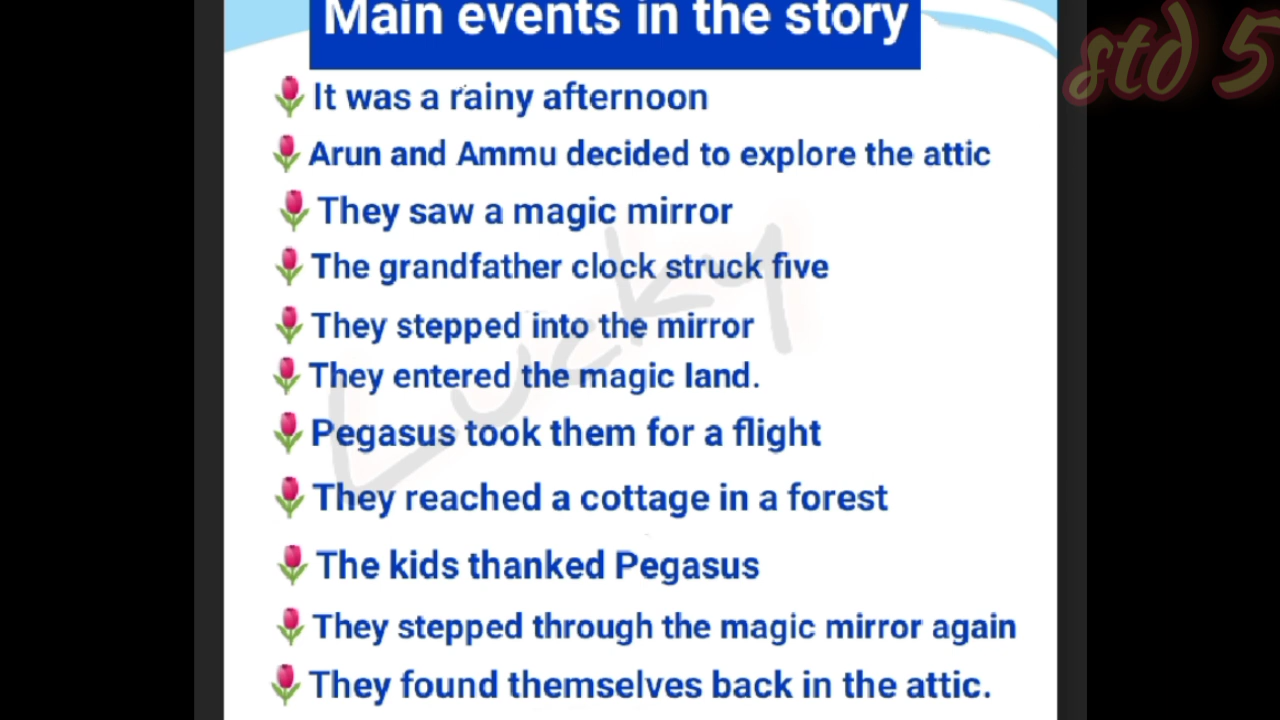 Main events in the story
std 5
It was a rainy afternoon
Arun and Ammu decided to explore the attic
They saw a magic mirror
The grandfather clock struck five
They stepped into the mirror
They entered the magic land.
Pegasus took them for a flight
They reached a cottage in a forest
The kids thanked Pegasus
They stepped through the magic mirror again
They found themselves back in the attic.
Lucky